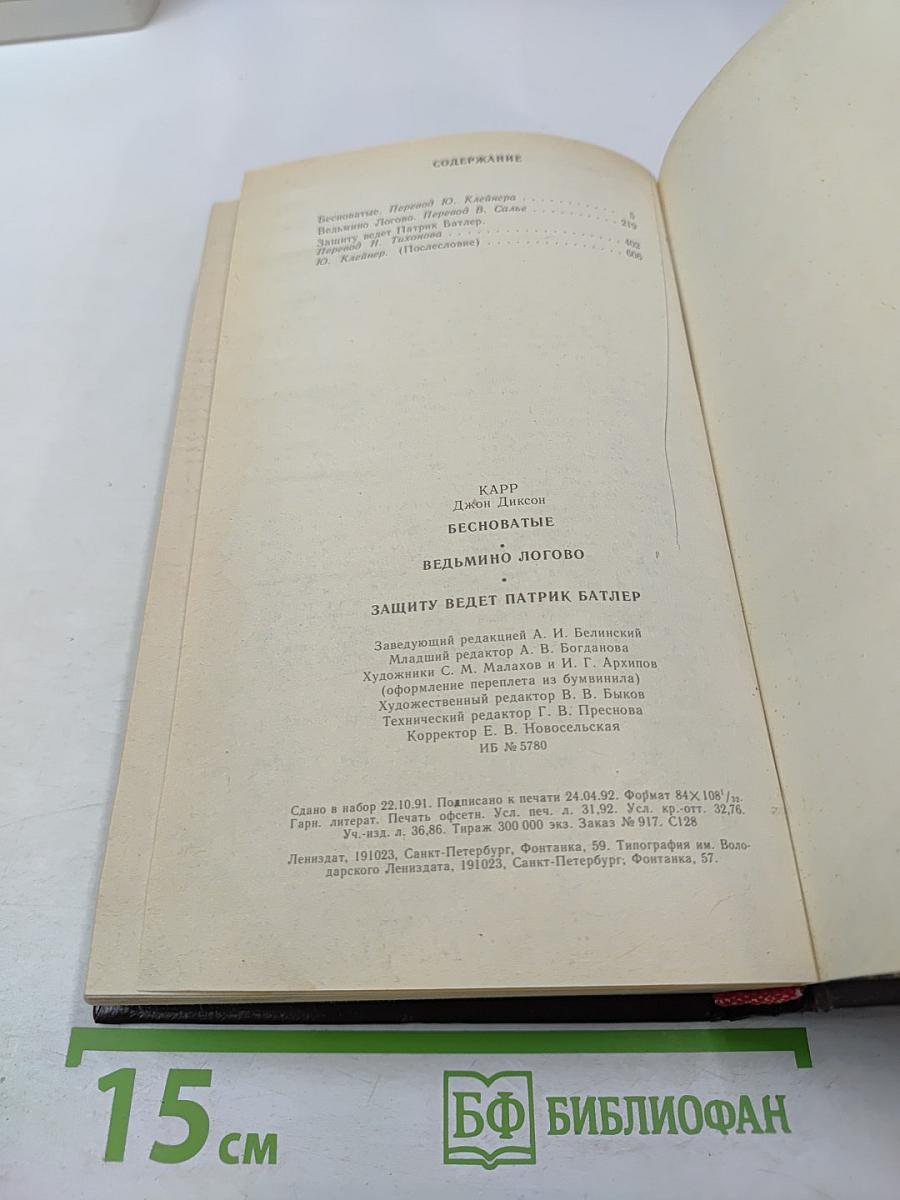 СОДЕРЖАНИЕ
Бесноватые. Перевод Ю. Клейнера . . . . . . . . . . . 5
Ведьмино Логово. Перевод В. Салье . . . . . . . . . . 219
Защиту ведет Патрик Батлер.
Перевод Н. Тихонова . . . . . . . . . . . . . . . . . . 402
Ю. Клейнер. (Послесловие) . . . . . . . . . . . . . . 606
КАРР
Джон Диксон
БЕСНОВАТЫЕ
•
ВЕДЬМИНО ЛОГОВО
•
ЗАЩИТУ ВЕДЕТ ПАТРИК БАТЛЕР
Заведующий редакцией А. И. Белинский
Младший редактор А. В. Богданова
Художники С. М. Малахов и И. Г. Архипов
(оформление переплета из бумвинила)
Художественный редактор В. В. Быков
Технический редактор Г. В. Преснова
Корректор Е. В. Новосельская
ИБ № 5780
Сдано в набор 22.10.91. Подписано к печати 24.04.92. Формат 84×108¹/₃₂.
Гарн. литерат. Печать офсетн. Усл. печ. л. 31,92. Усл. кр.-отт. 32,76.
Уч.-изд. л. 36,86. Тираж 300 000 экз. Заказ № 917. С128
Лениздат, 191023, Санкт-Петербург, Фонтанка, 59. Типография им. Воло-
дарского Лениздата, 191023, Санкт-Петербург, Фонтанка, 57.
15 см
БФ БИБЛИОФАН